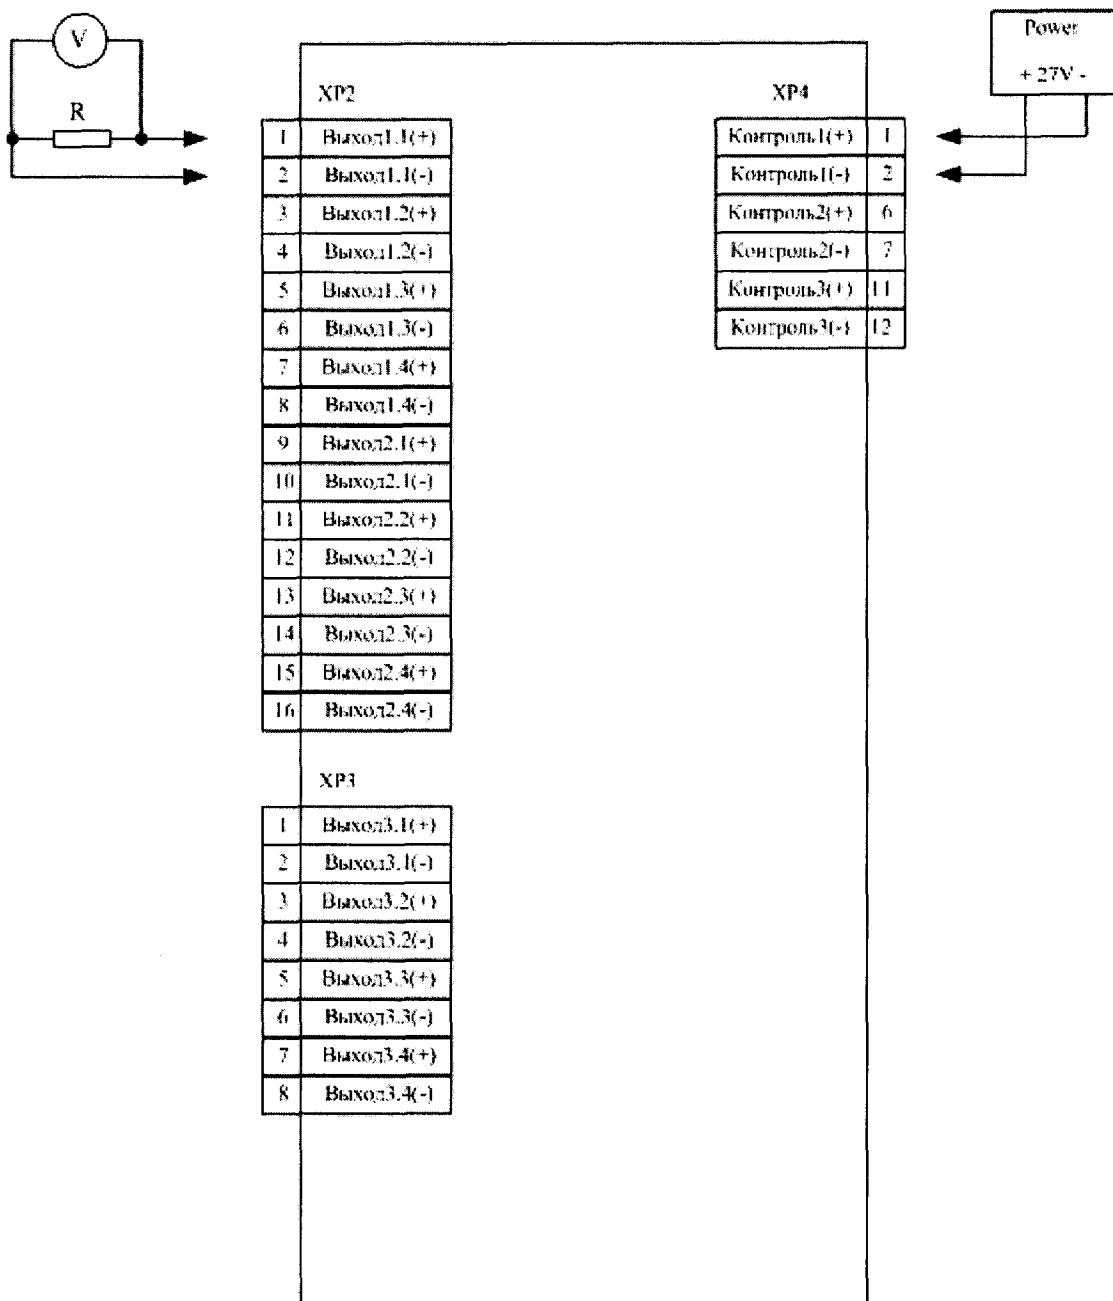 V
R
Power
+ 27V -
XP2
1 Выход1.1(+)
2 Выход1.1(-)
3 Выход1.2(+)
4 Выход1.2(-)
5 Выход1.3(+)
6 Выход1.3(-)
7 Выход1.4(+)
8 Выход1.4(-)
9 Выход2.1(+)
10 Выход2.1(-)
11 Выход2.2(+)
12 Выход2.2(-)
13 Выход2.3(+)
14 Выход2.3(-)
15 Выход2.4(+)
16 Выход2.4(-)
XP4
Контроль1(+) 1
Контроль1(-) 2
Контроль2(+) 6
Контроль2(-) 7
Контроль3(+) 11
Контроль3(-) 12
XP3
1 Выход3.1(+)
2 Выход3.1(-)
3 Выход3.2(+)
4 Выход3.2(-)
5 Выход3.3(+)
6 Выход3.3(-)
7 Выход3.4(+)
8 Выход3.4(-)